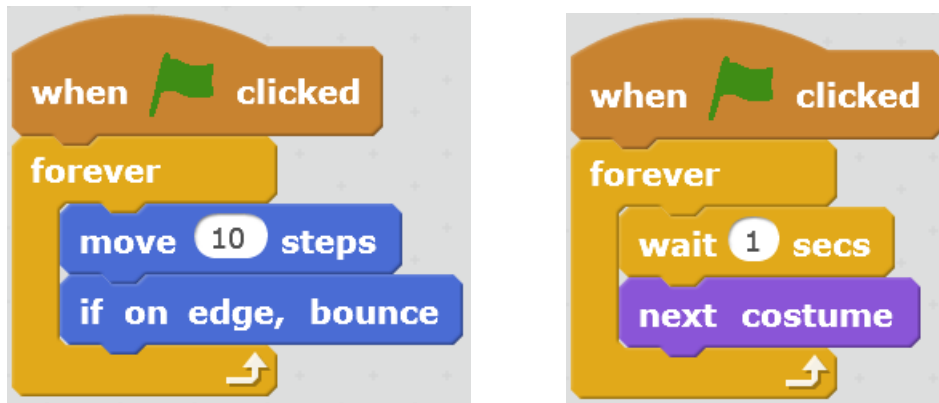 when clicked
forever
move 10 steps
if on edge, bounce
when clicked
forever
wait 1 secs
next costume